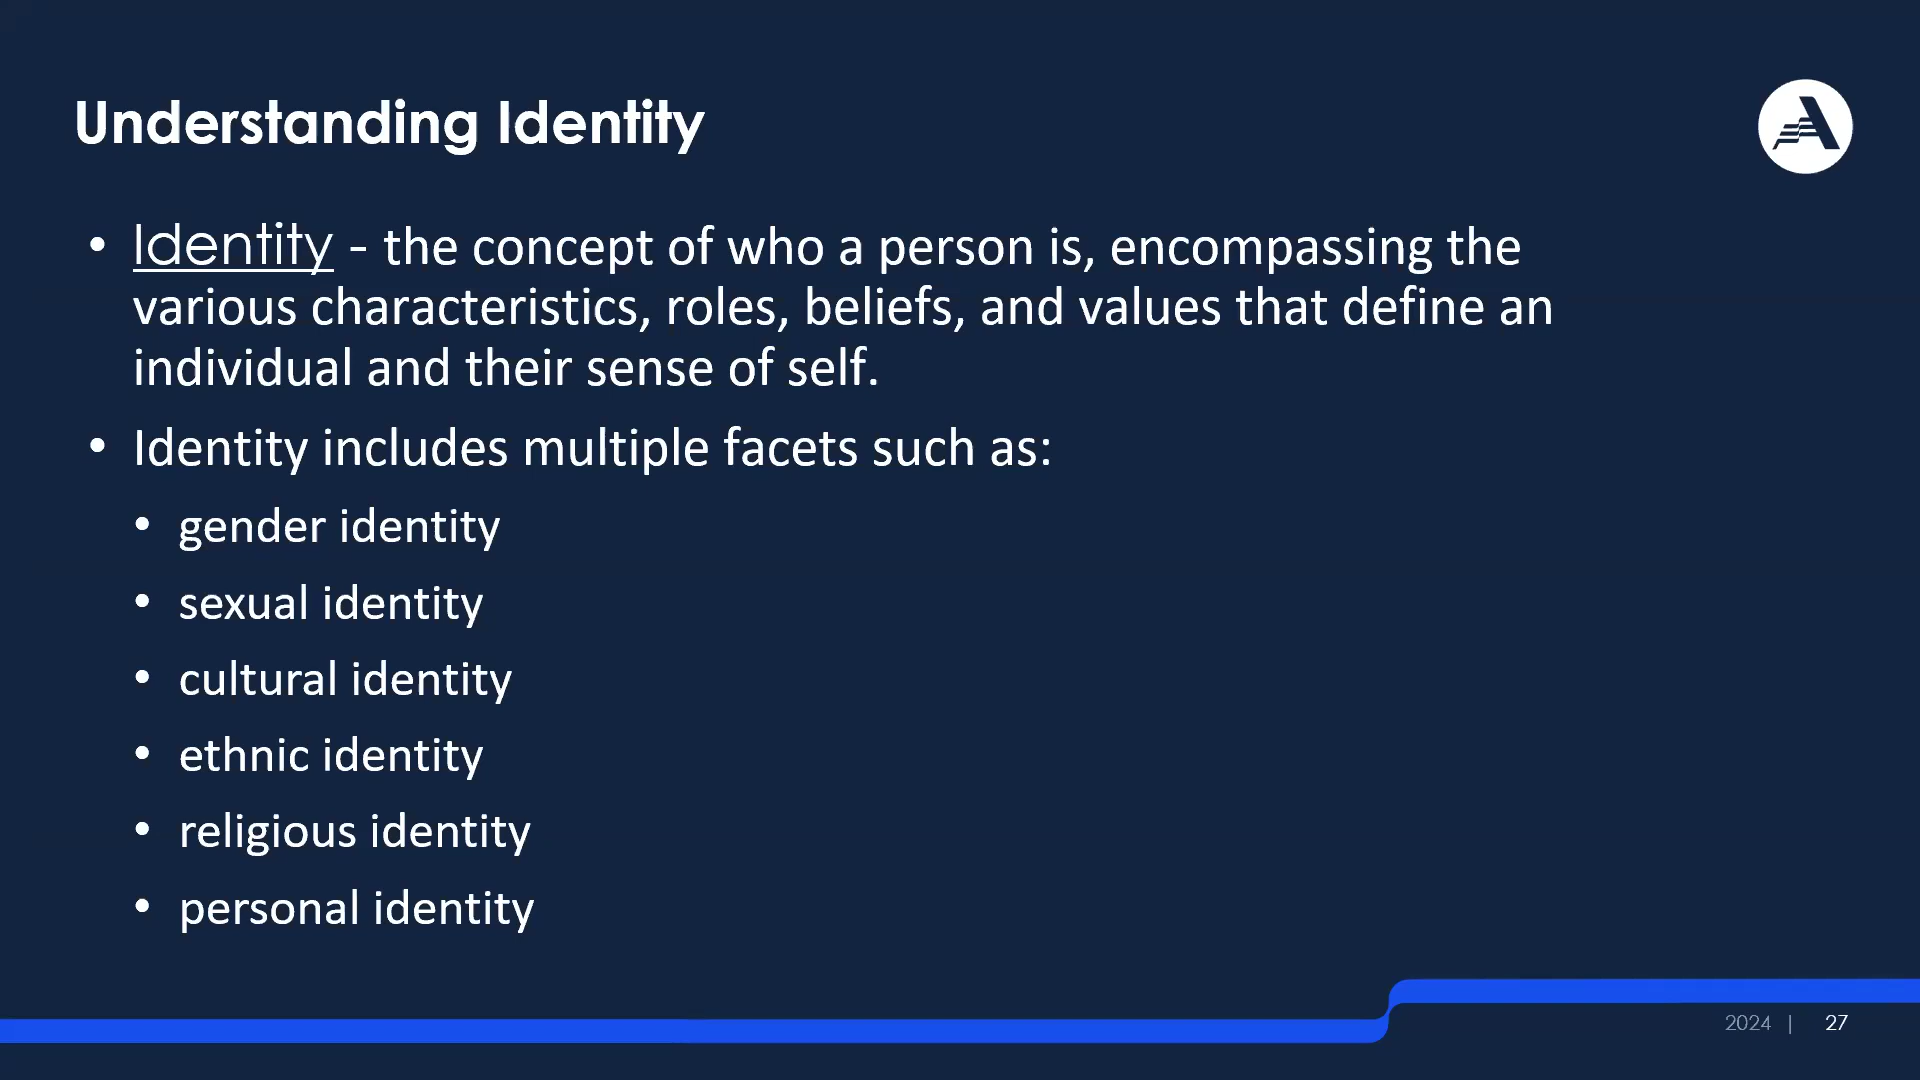 Understanding Identity
• Identity - the concept of who a person is, encompassing the
various characteristics, roles, beliefs, and values that define an
individual and their sense of self.
• Identity includes multiple facets such as:
• gender identity
• sexual identity
• cultural identity
• ethnic identity
• religious identity
• personal identity
2024 | 27